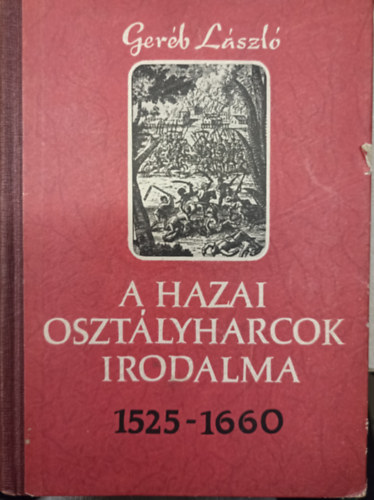 Geréb László
A HAZAI
OSZTÁLYHARCOK
IRODALMA
1525-1660